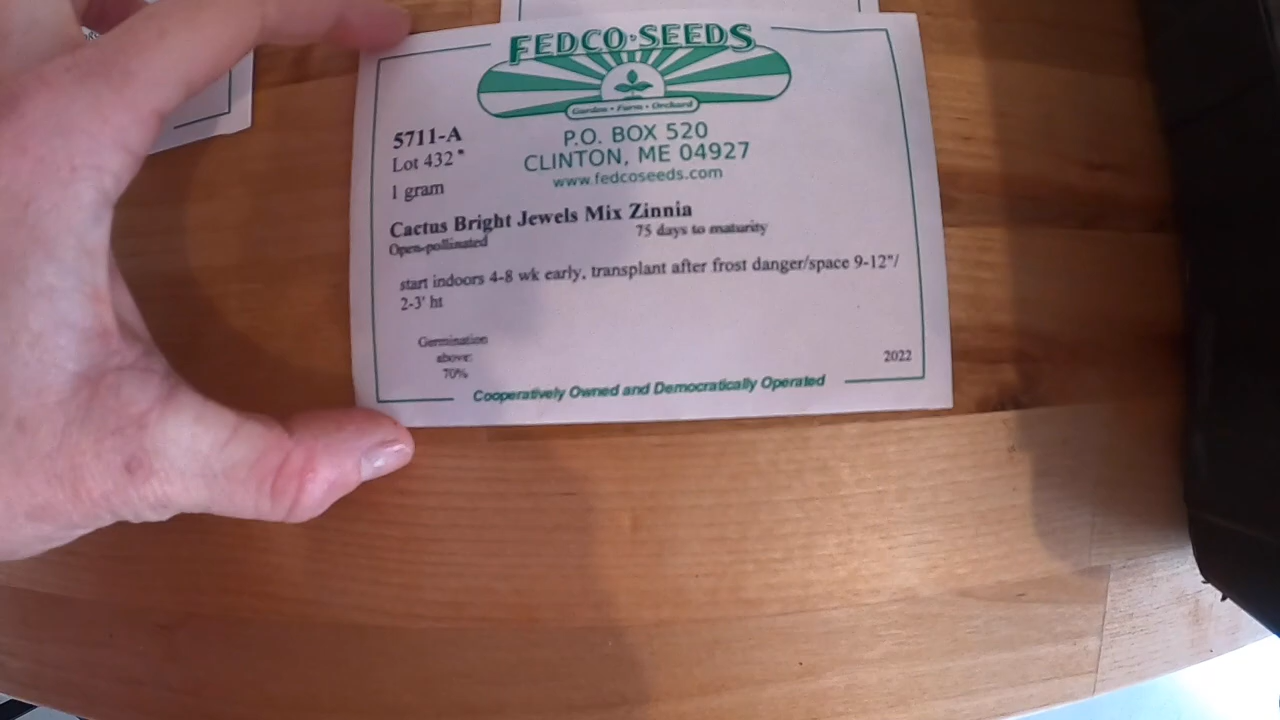 FEDCO·SEEDS
Garden • Farm • Orchard
5711-A
Lot 432*
1 gram
P.O. BOX 520
CLINTON, ME 04927
www.fedcoseeds.com
Cactus Bright Jewels Mix Zinnia
Open-pollinated 75 days to maturity
start indoors 4-8 wk early, transplant after frost danger/space 9-12"/
2-3' ht
Germination
above:
70%
2022
Cooperatively Owned and Democratically Operated